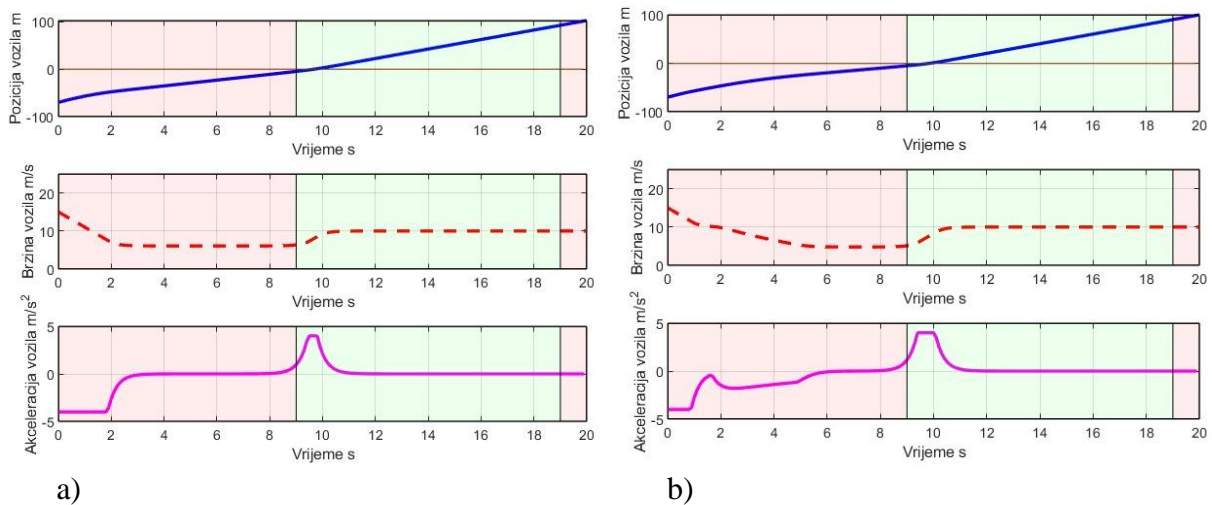 Pozicija vozila m
100
0
-100
0 2 4 6 8 10 12 14 16 18 20
Vrijeme s
Brzina vozila m/s
20
10
0
0 2 4 6 8 10 12 14 16 18 20
Vrijeme s
Akceleracija vozila m/s²
5
0
-5
0 2 4 6 8 10 12 14 16 18 20
Vrijeme s
a)
Pozicija vozila m
100
0
-100
0 2 4 6 8 10 12 14 16 18 20
Vrijeme s
Brzina vozila m/s
20
10
0
0 2 4 6 8 10 12 14 16 18 20
Vrijeme s
Akceleracija vozila m/s²
5
0
-5
0 2 4 6 8 10 12 14 16 18 20
Vrijeme s
b)